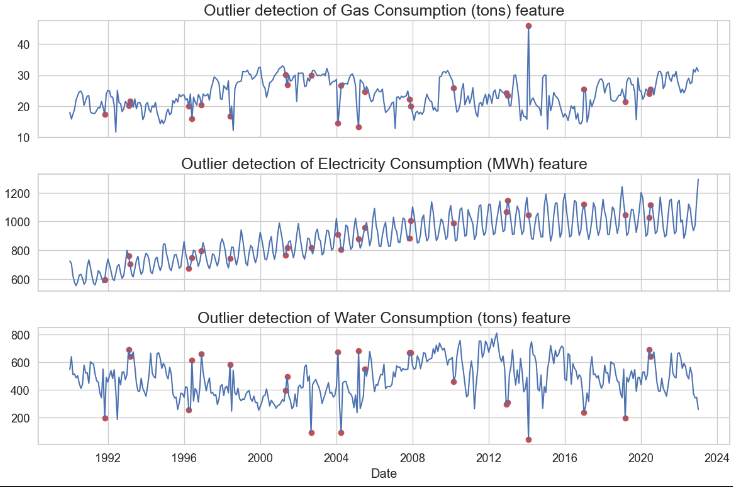 Outlier detection of Gas Consumption (tons) feature
40
30
20
10
Outlier detection of Electricity Consumption (MWh) feature
1200
1000
800
600
Outlier detection of Water Consumption (tons) feature
800
600
400
200
1992 1996 2000 2004 2008 2012 2016 2020 2024
Date